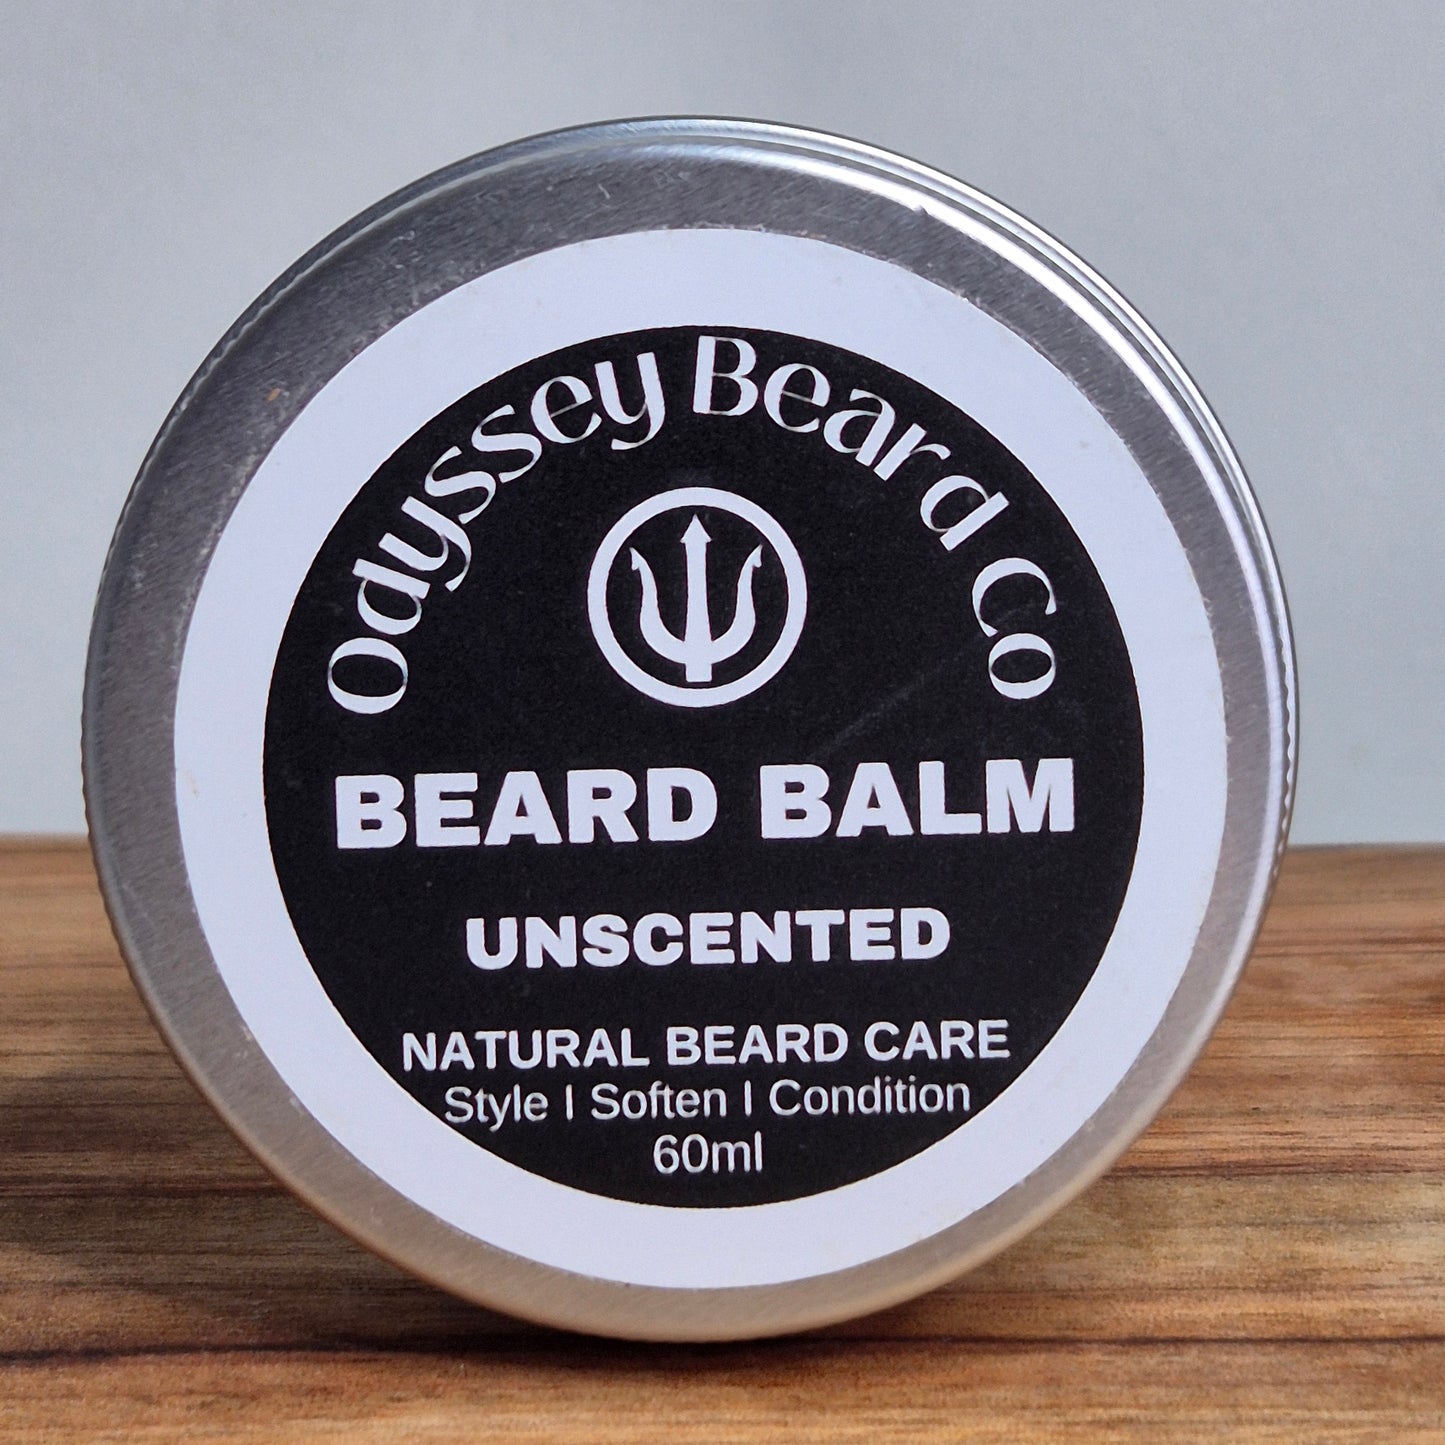 Odyssey Beard Co
BEARD BALM
UNSCENTED
NATURAL BEARD CARE
Style | Soften | Condition
60ml